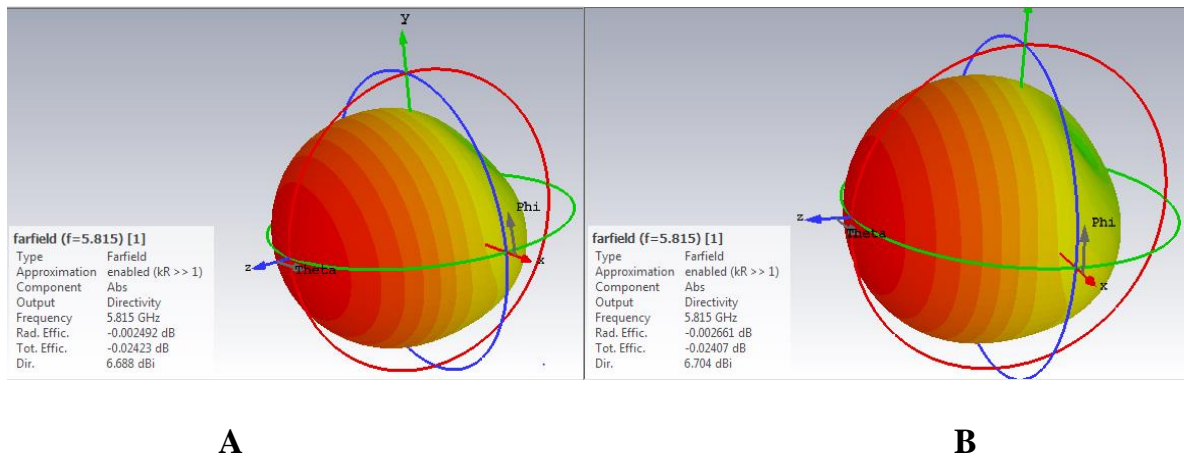 y
Phi
z
Theta
x
farfield (f=5.815) [1]
Type Farfield
Approximation enabled (kR >> 1)
Component Abs
Output Directivity
Frequency 5.815 GHz
Rad. Effic. -0.002492 dB
Tot. Effic. -0.02423 dB
Dir. 6.688 dBi
z
Theta
Phi
x
farfield (f=5.815) [1]
Type Farfield
Approximation enabled (kR >> 1)
Component Abs
Output Directivity
Frequency 5.815 GHz
Rad. Effic. -0.002661 dB
Tot. Effic. -0.02407 dB
Dir. 6.704 dBi
A B